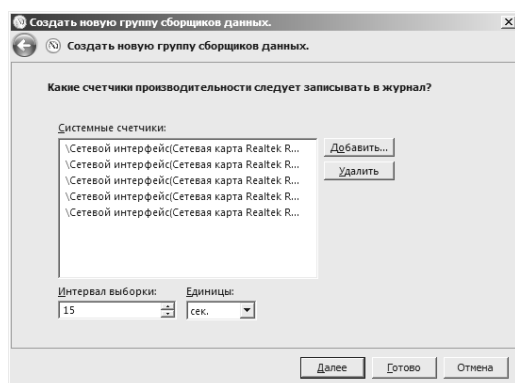 Создать новую группу сборщиков данных.
Создать новую группу сборщиков данных.
Какие счетчики производительности следует записывать в журнал?
Системные счетчики:
\Сетевой интерфейс(Сетевая карта Realtek R...
\Сетевой интерфейс(Сетевая карта Realtek R...
\Сетевой интерфейс(Сетевая карта Realtek R...
\Сетевой интерфейс(Сетевая карта Realtek R...
\Сетевой интерфейс(Сетевая карта Realtek R...
Добавить...
Удалить
Интервал выборки: Единицы:
15 сек.
Далее Готово Отмена